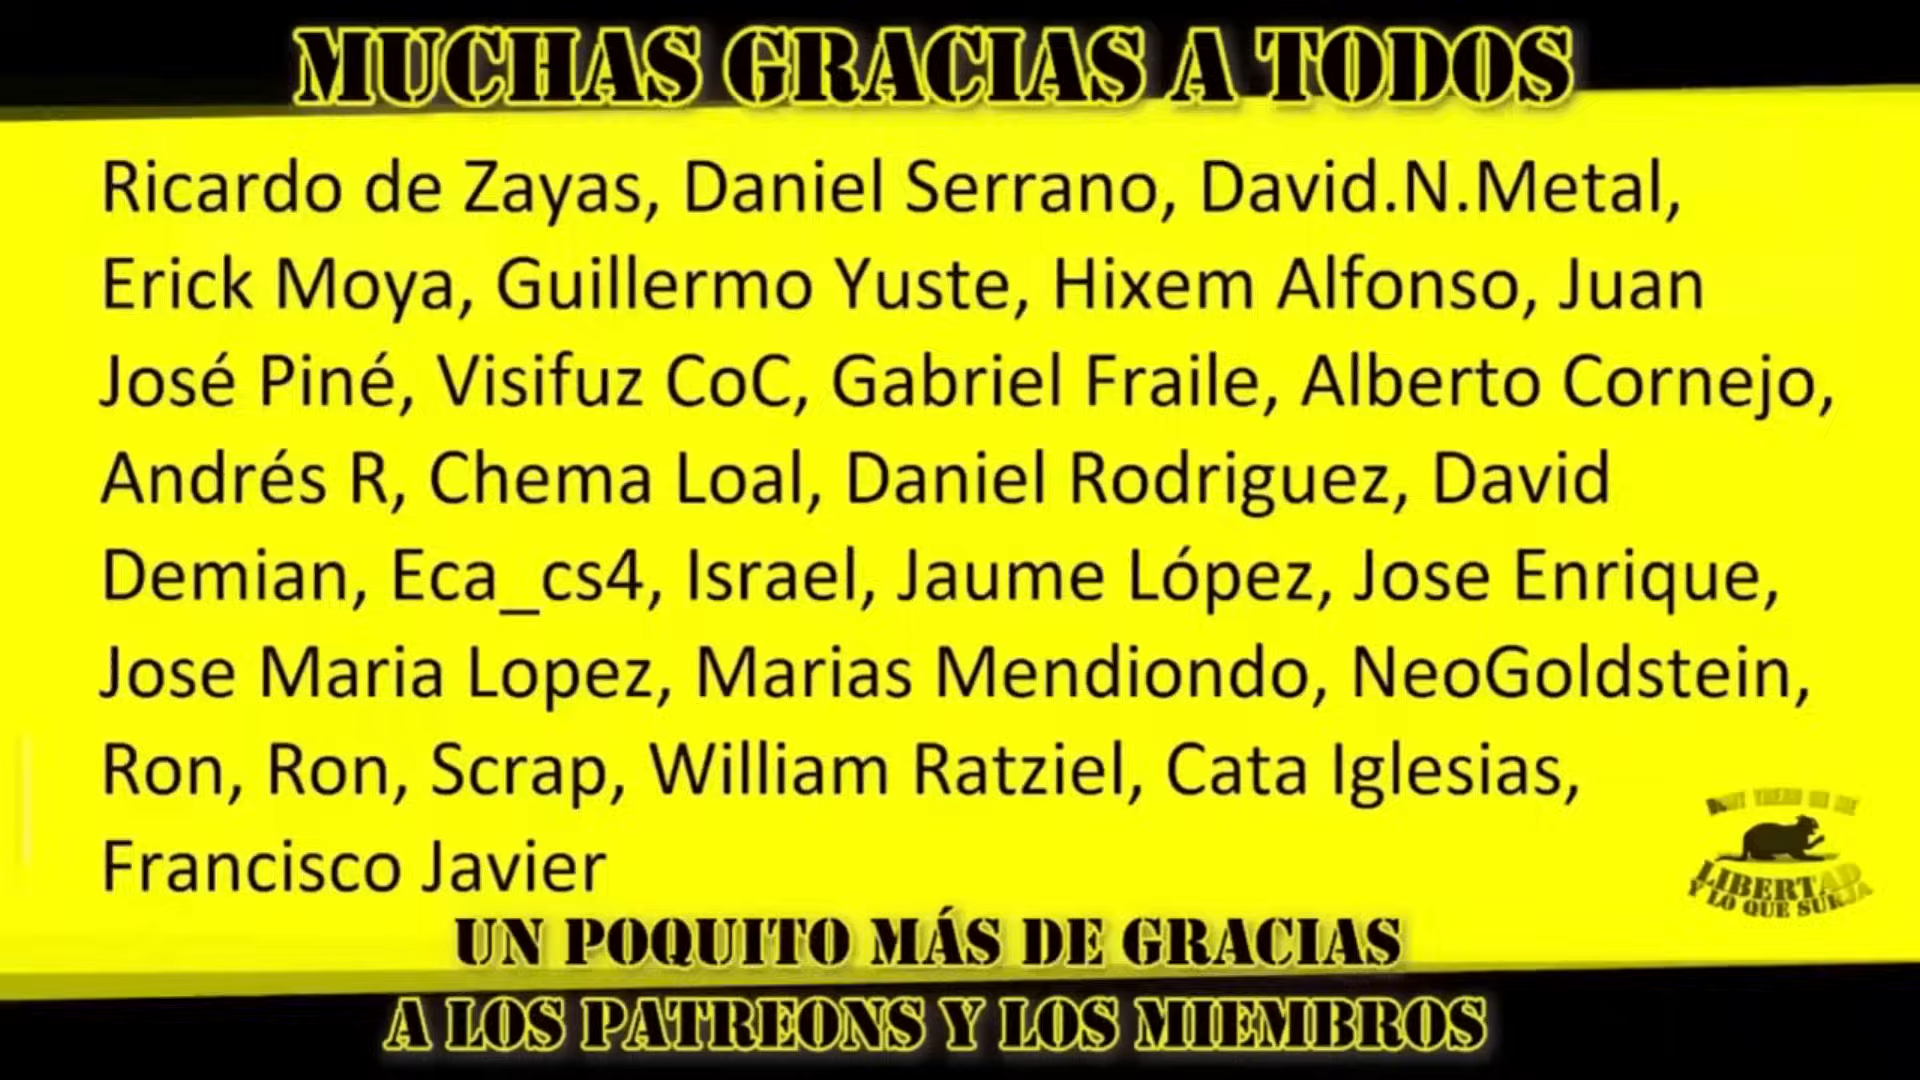 MUCHAS GRACIAS A TODOS
Ricardo de Zayas, Daniel Serrano, David.N.Metal,
Erick Moya, Guillermo Yuste, Hixem Alfonso, Juan
José Piné, Visifuz CoC, Gabriel Fraile, Alberto Cornejo,
Andrés R, Chema Loal, Daniel Rodriguez, David
Demian, Eca_cs4, Israel, Jaume López, Jose Enrique,
Jose Maria Lopez, Marias Mendiondo, NeoGoldstein,
Ron, Ron, Scrap, William Ratziel, Cata Iglesias,
Francisco Javier
LIBERTAD
Y LO QUE SURJA
UN POQUITO MÁS DE GRACIAS
A LOS PATREONS Y LOS MIEMBROS